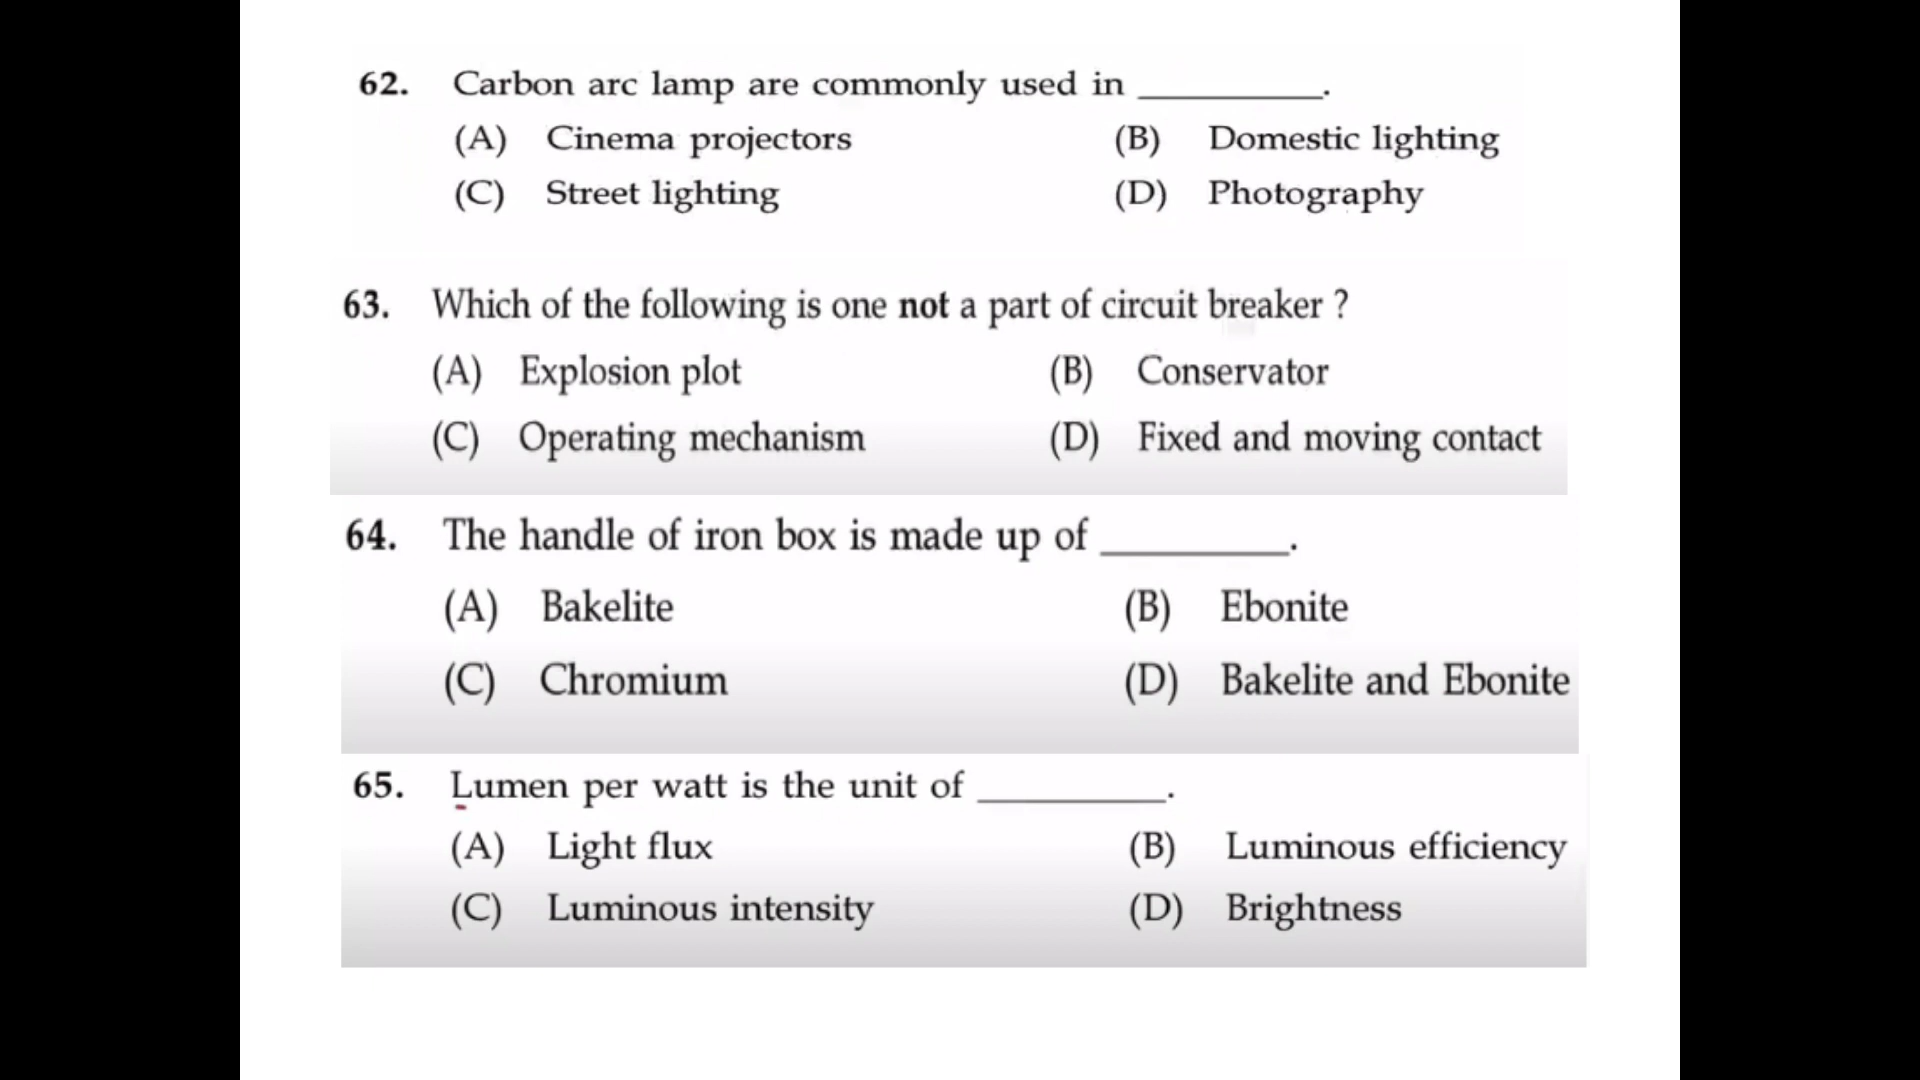 62. Carbon arc lamp are commonly used in __________.
(A) Cinema projectors (B) Domestic lighting
(C) Street lighting (D) Photography
63. Which of the following is one not a part of circuit breaker ?
(A) Explosion plot (B) Conservator
(C) Operating mechanism (D) Fixed and moving contact
64. The handle of iron box is made up of __________.
(A) Bakelite (B) Ebonite
(C) Chromium (D) Bakelite and Ebonite
65. Lumen per watt is the unit of __________.
(A) Light flux (B) Luminous efficiency
(C) Luminous intensity (D) Brightness